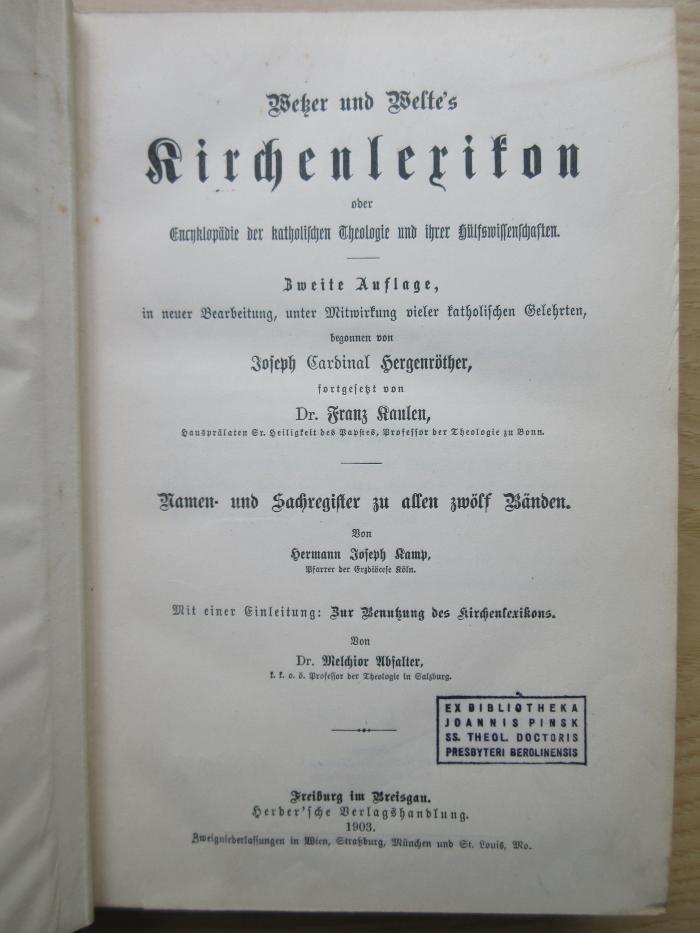 Wetzer und Welte's
Kirchenlexikon
oder
Encyklopädie der katholischen Theologie und ihrer Hülfswissenschaften.
Zweite Auflage,
in neuer Bearbeitung, unter Mitwirkung vieler katholischen Gelehrten,
begonnen von
Joseph Cardinal Hergenröther,
fortgesetzt von
Dr. Franz Kaulen,
Hausprälaten Sr. Heiligkeit des Papstes, Professor der Theologie zu Bonn.
Namen- und Sachregister zu allen zwölf Bänden.
Von
Hermann Joseph Kamp,
Pfarrer der Erzdiöcese Köln.
Mit einer Einleitung: Zur Benutzung des Kirchenlexikons.
Von
Dr. Melchior Abfalter,
k. k. o. ö. Professor der Theologie in Salzburg.
EX BIBLIOTHEKA
JOANNIS PINSK
SS. THEOL. DOCTORIS
PRESBYTERI BEROLINENSIS
Freiburg im Breisgau.
Herder'sche Verlagshandlung.
1903.
Zweigniederlassungen in Wien, Straßburg, München und St. Louis, Mo.